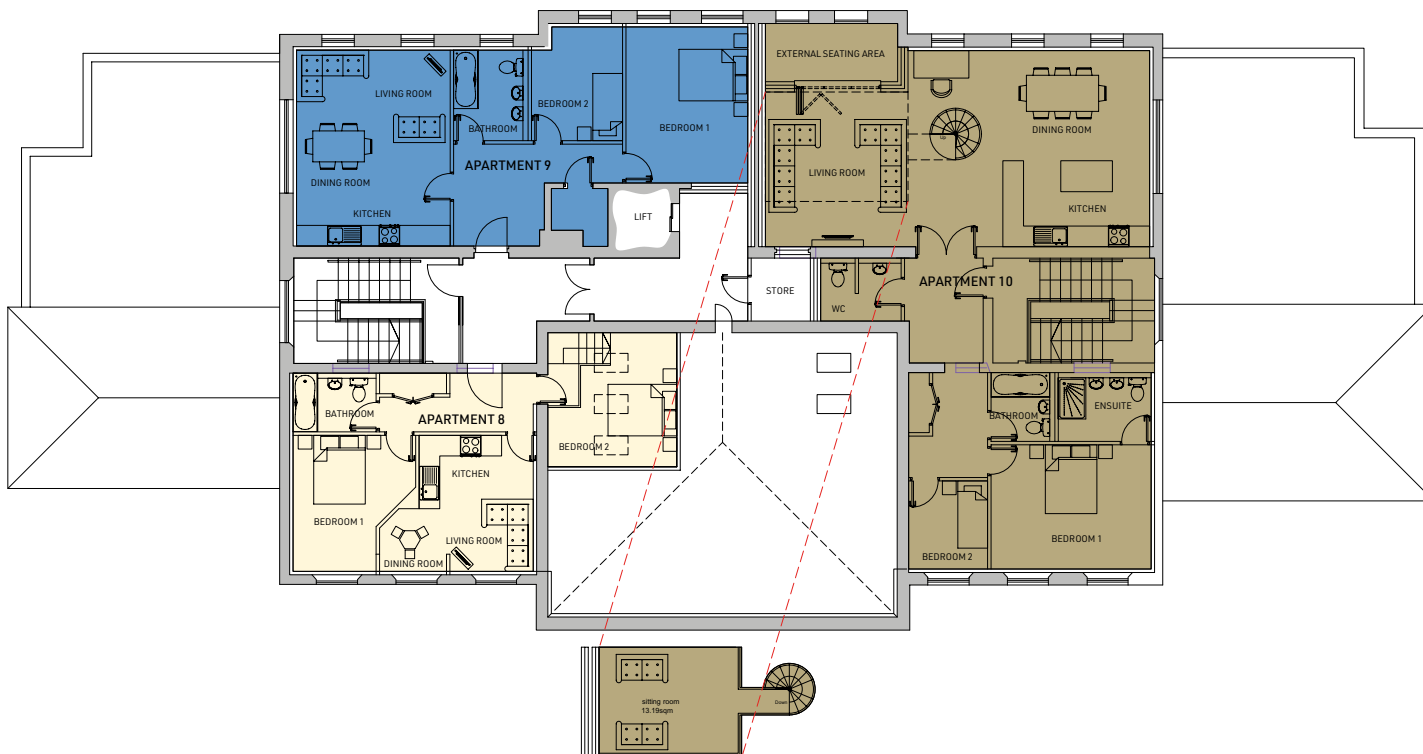 EXTERNAL SEATING AREA
LIVING ROOM
BATHROOM
BEDROOM 2
BEDROOM 1
DINING ROOM
APARTMENT 9
DINING ROOM
KITCHEN
LIFT
Up
LIVING ROOM
KITCHEN
STORE
WC
APARTMENT 10
BATHROOM
APARTMENT 8
BEDROOM 2
KITCHEN
BEDROOM 1
LIVING ROOM
DINING ROOM
BATHROOM
ENSUITE
BEDROOM 2
BEDROOM 1
sitting room
13.19sqm
Down